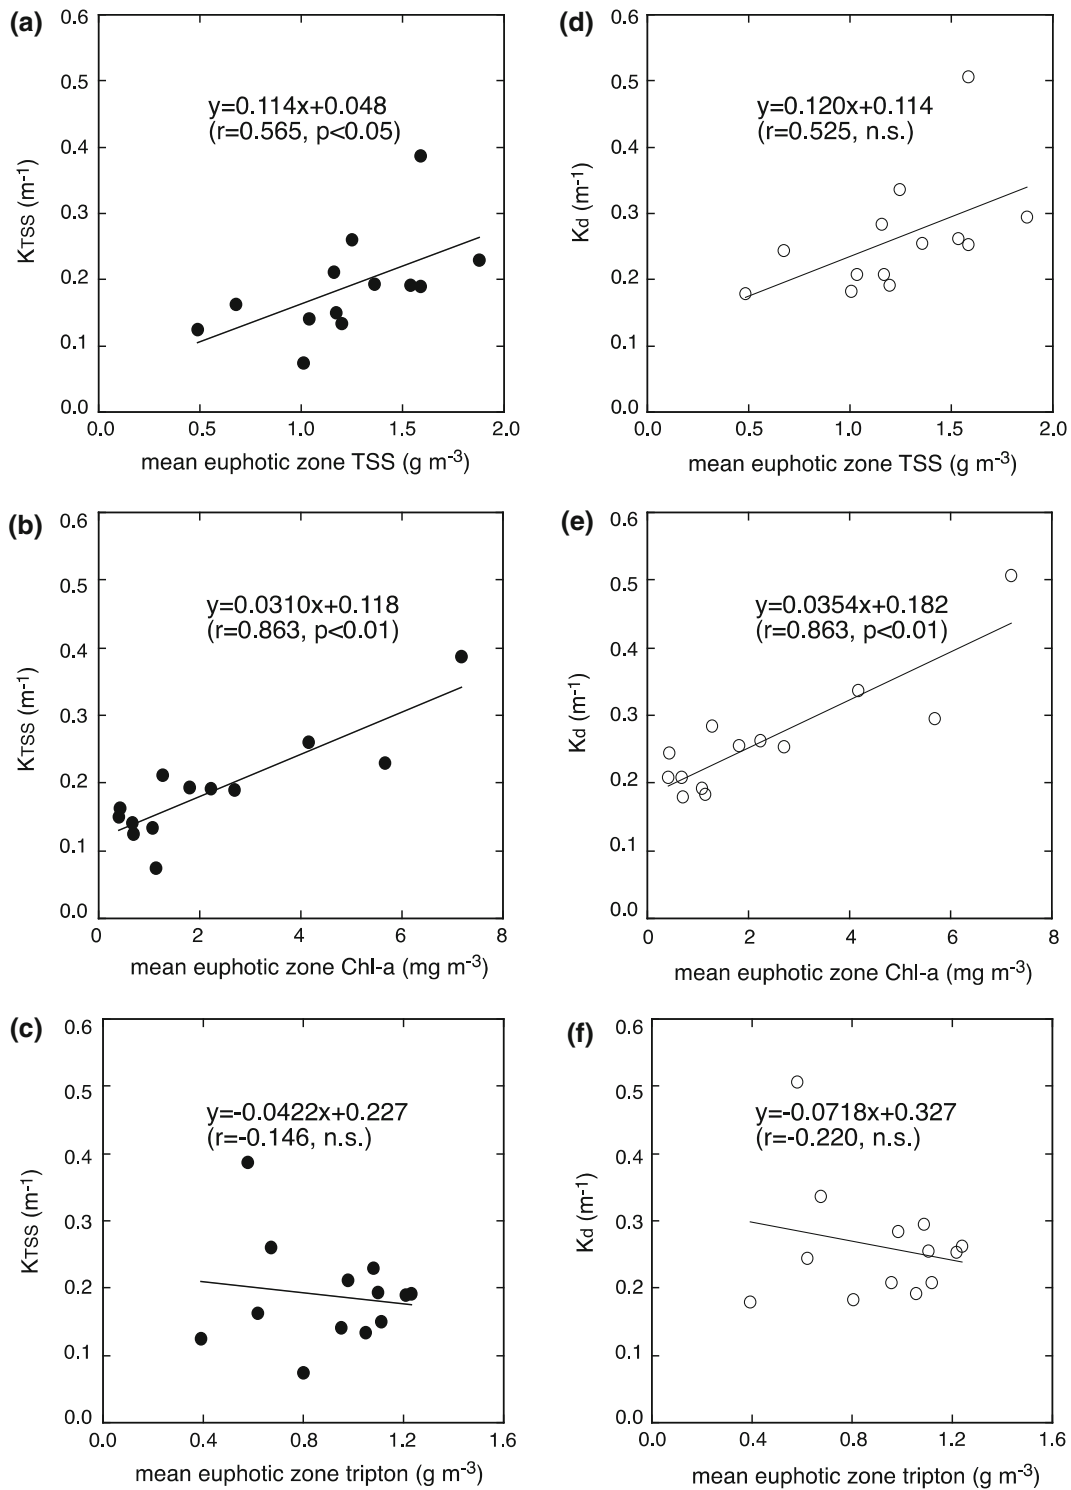 (a)
0.6
0.5
0.4
0.3
0.2
0.1
0.0
KTSS (m-1)
y=0.114x+0.048
(r=0.565, p<0.05)
0.0 0.5 1.0 1.5 2.0
mean euphotic zone TSS (g m-3)
(d)
0.6
0.5
0.4
0.3
0.2
0.1
0.0
Kd (m-1)
y=0.120x+0.114
(r=0.525, n.s.)
0.0 0.5 1.0 1.5 2.0
mean euphotic zone TSS (g m-3)
(b)
0.6
0.5
0.4
0.3
0.2
0.1
0.0
KTSS (m-1)
y=0.0310x+0.118
(r=0.863, p<0.01)
0 2 4 6 8
mean euphotic zone Chl-a (mg m-3)
(e)
0.6
0.5
0.4
0.3
0.2
0.1
0.0
Kd (m-1)
y=0.0354x+0.182
(r=0.863, p<0.01)
0 2 4 6 8
mean euphotic zone Chl-a (mg m-3)
(c)
0.6
0.5
0.4
0.3
0.2
0.1
0.0
KTSS (m-1)
y=-0.0422x+0.227
(r=-0.146, n.s.)
0.0 0.4 0.8 1.2 1.6
mean euphotic zone tripton (g m-3)
(f)
0.6
0.5
0.4
0.3
0.2
0.1
0.0
Kd (m-1)
y=-0.0718x+0.327
(r=-0.220, n.s.)
0.0 0.4 0.8 1.2 1.6
mean euphotic zone tripton (g m-3)